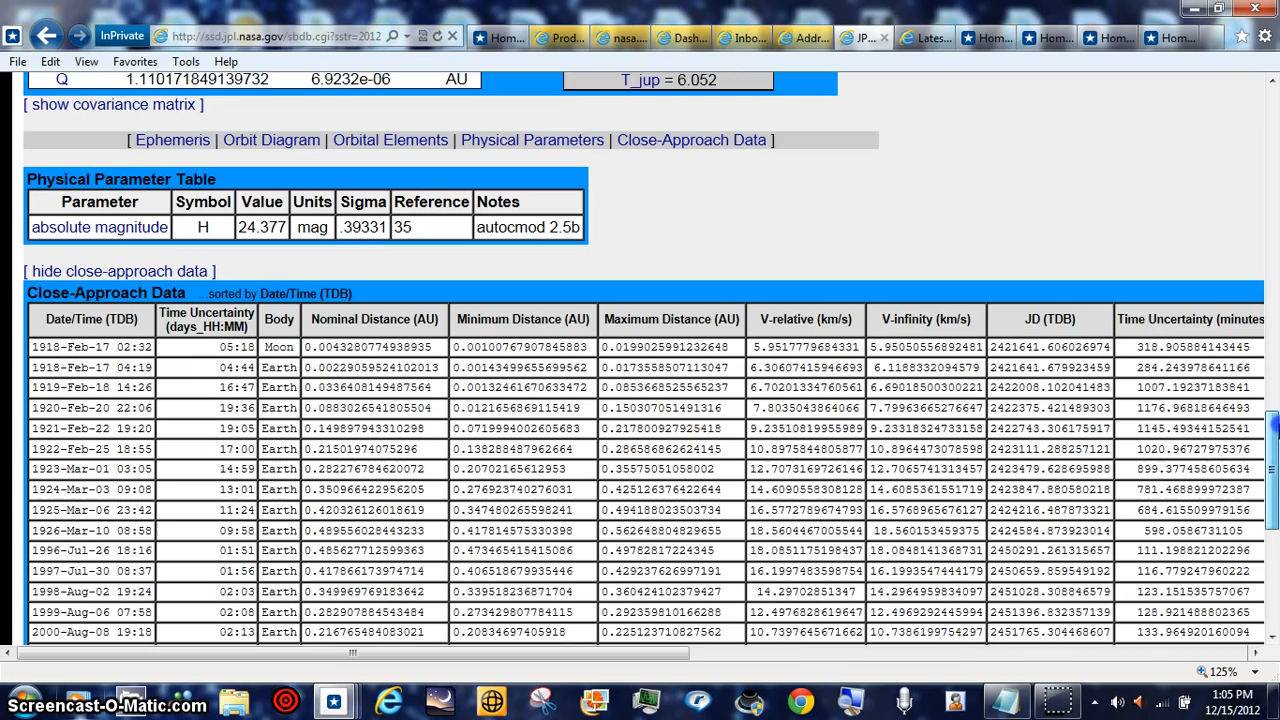 InPrivate
http://ssd.jpl.nasa.gov/sbdb.cgi?sstr=2012
Hom...
Prod...
nasa....
Dash...
Inbo...
Addr...
JP...
Lates...
Hom...
Hom...
Hom...
Hom...
File Edit View Favorites Tools Help
Q 1.110171849139732 6.9232e-06 AU
T_jup = 6.052
[ show covariance matrix ]
[ Ephemeris | Orbit Diagram | Orbital Elements | Physical Parameters | Close-Approach Data ]
Physical Parameter Table
Parameter Symbol Value Units Sigma Reference Notes
absolute magnitude H 24.377 mag .39331 35 autocmod 2.5b
[ hide close-approach data ]
Close-Approach Data ...sorted by Date/Time (TDB)
Date/Time (TDB) Time Uncertainty (days_HH:MM) Body Nominal Distance (AU) Minimum Distance (AU) Maximum Distance (AU) V-relative (km/s) V-infinity (km/s) JD (TDB) Time Uncertainty (minutes
1918-Feb-17 02:32 05:18 Moon 0.0043280774938935 0.00100767907845883 0.0199025991232648 5.9517779684331 5.95050556892481 2421641.606026974 318.905884143445
1918-Feb-17 04:19 04:44 Earth 0.00229059524102013 0.00143499655699562 0.0173558507113047 6.30607415946693 6.1188332094579 2421641.679923459 284.243978641166
1919-Feb-18 14:26 16:47 Earth 0.0336408149487564 0.00132461670633472 0.0853668525565237 6.70201334760561 6.69018500300221 2422008.102041483 1007.19237183841
1920-Feb-20 22:06 19:36 Earth 0.0883026541805504 0.0121656869115419 0.150307051491316 7.8035043864066 7.79963665276647 2422375.421489303 1176.96818646493
1921-Feb-22 19:20 19:05 Earth 0.149897943310298 0.0719994002605683 0.217800927925418 9.23510819955989 9.23318324733158 2422743.306175917 1145.49344152541
1922-Feb-25 18:55 17:00 Earth 0.21501974075296 0.138288487962664 0.286586862624145 10.8975844180827 10.8964473078598 2423111.288257121 1020.96727975376
1923-Mar-01 03:05 14:59 Earth 0.282276784620072 0.20702165612953 0.35575051058002 12.7073169726146 12.7065741313457 2423479.628695988 899.377458605634
1924-Mar-03 09:08 13:01 Earth 0.350966422956205 0.276923740276031 0.425126376422644 14.6090558308128 14.6085361551719 2423847.880580218 781.468899972387
1925-Mar-06 23:42 11:24 Earth 0.420326126018619 0.347480265598241 0.494188023503734 16.5772789674793 16.5768965676127 2424216.487873321 684.615509979156
1926-Mar-10 08:58 09:58 Earth 0.489556028443233 0.417814575330398 0.562648804829655 18.5604467005544 18.560153459375 2424584.873923014 598.0586731105
1996-Jul-26 18:16 01:51 Earth 0.485627712599363 0.473465415415086 0.49782817224345 18.0851175198437 18.0848141368731 2450291.261315657 111.198821202296
1997-Jul-30 08:37 01:56 Earth 0.417866173974714 0.406518679935446 0.429237626997191 16.1997483598754 16.1993547444179 2450659.859549192 116.779247960222
1998-Aug-02 19:24 02:03 Earth 0.349969769183642 0.339518236871704 0.360424102379424 14.29702851347 14.2964959834097 2451028.308846579 123.151535767067
1999-Aug-06 07:58 02:08 Earth 0.282907884543484 0.273429807784115 0.292359810166288 12.4976828619647 12.4969292445994 2451396.832357139 128.921488802365
2000-Aug-08 19:18 02:13 Earth 0.216765484083021 0.20834697405918 0.225123710827562 10.7397645671662 10.7386199754297 2451765.304468607 133.964920160094
125%
Screencast-O-Matic.com
1:05 PM
12/15/2012